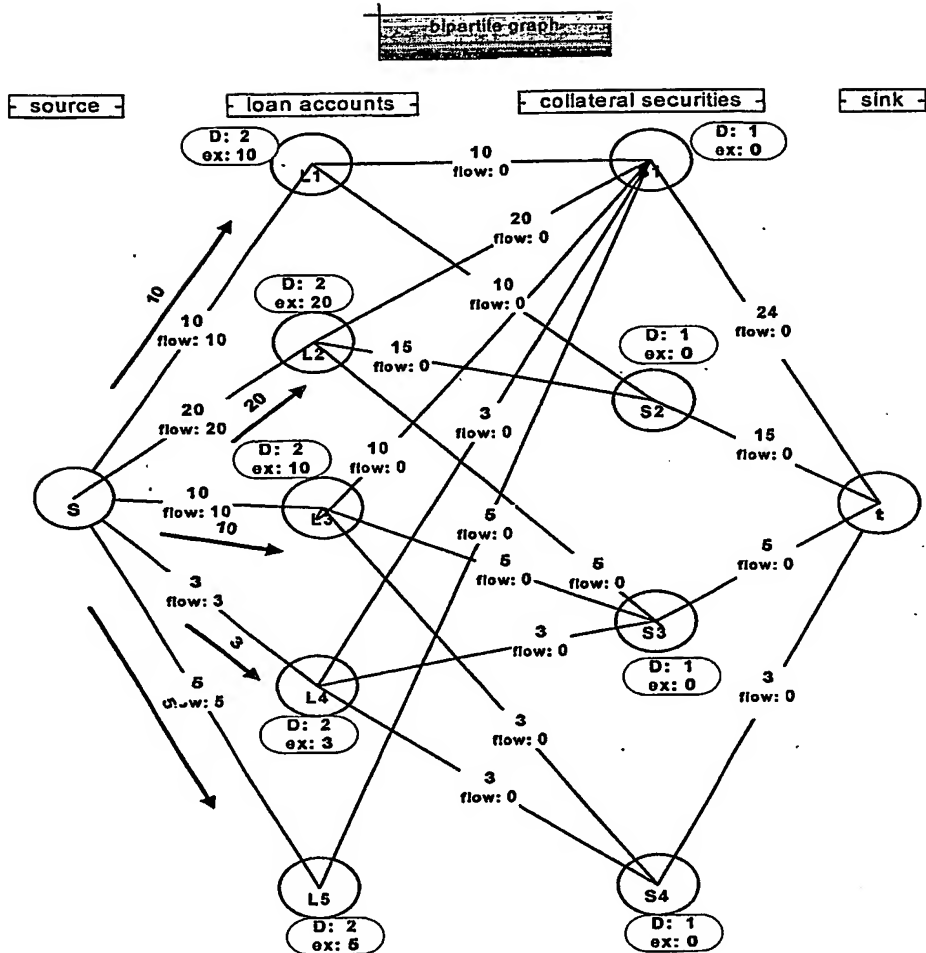 bipartile graph
source
loan accounts
collateral securities
sink
D: 2
ex: 10
L1
10
flow: 0
D: 1
ex: 0
S1
20
flow: 0
10
flow: 0
10
10
flow: 10
D: 2
ex: 20
L2
15
flow: 0
24
flow: 0
D: 1
ex: 0
S2
20
flow: 20
20
3
flow: 0
15
flow: 0
D: 2
ex: 10
10
flow: 0
S
10
flow: 10
10
L3
t
5
flow: 0
5
flow: 0
5
flow: 0
5
flow: 0
3
flow: 3
3
S3
L4
3
flow: 0
D: 1
ex: 0
3
flow: 0
5
flow: 5
D: 2
ex: 3
3
flow: 0
3
flow: 0
L5
S4
D: 2
ex: 5
D: 1
ex: 0